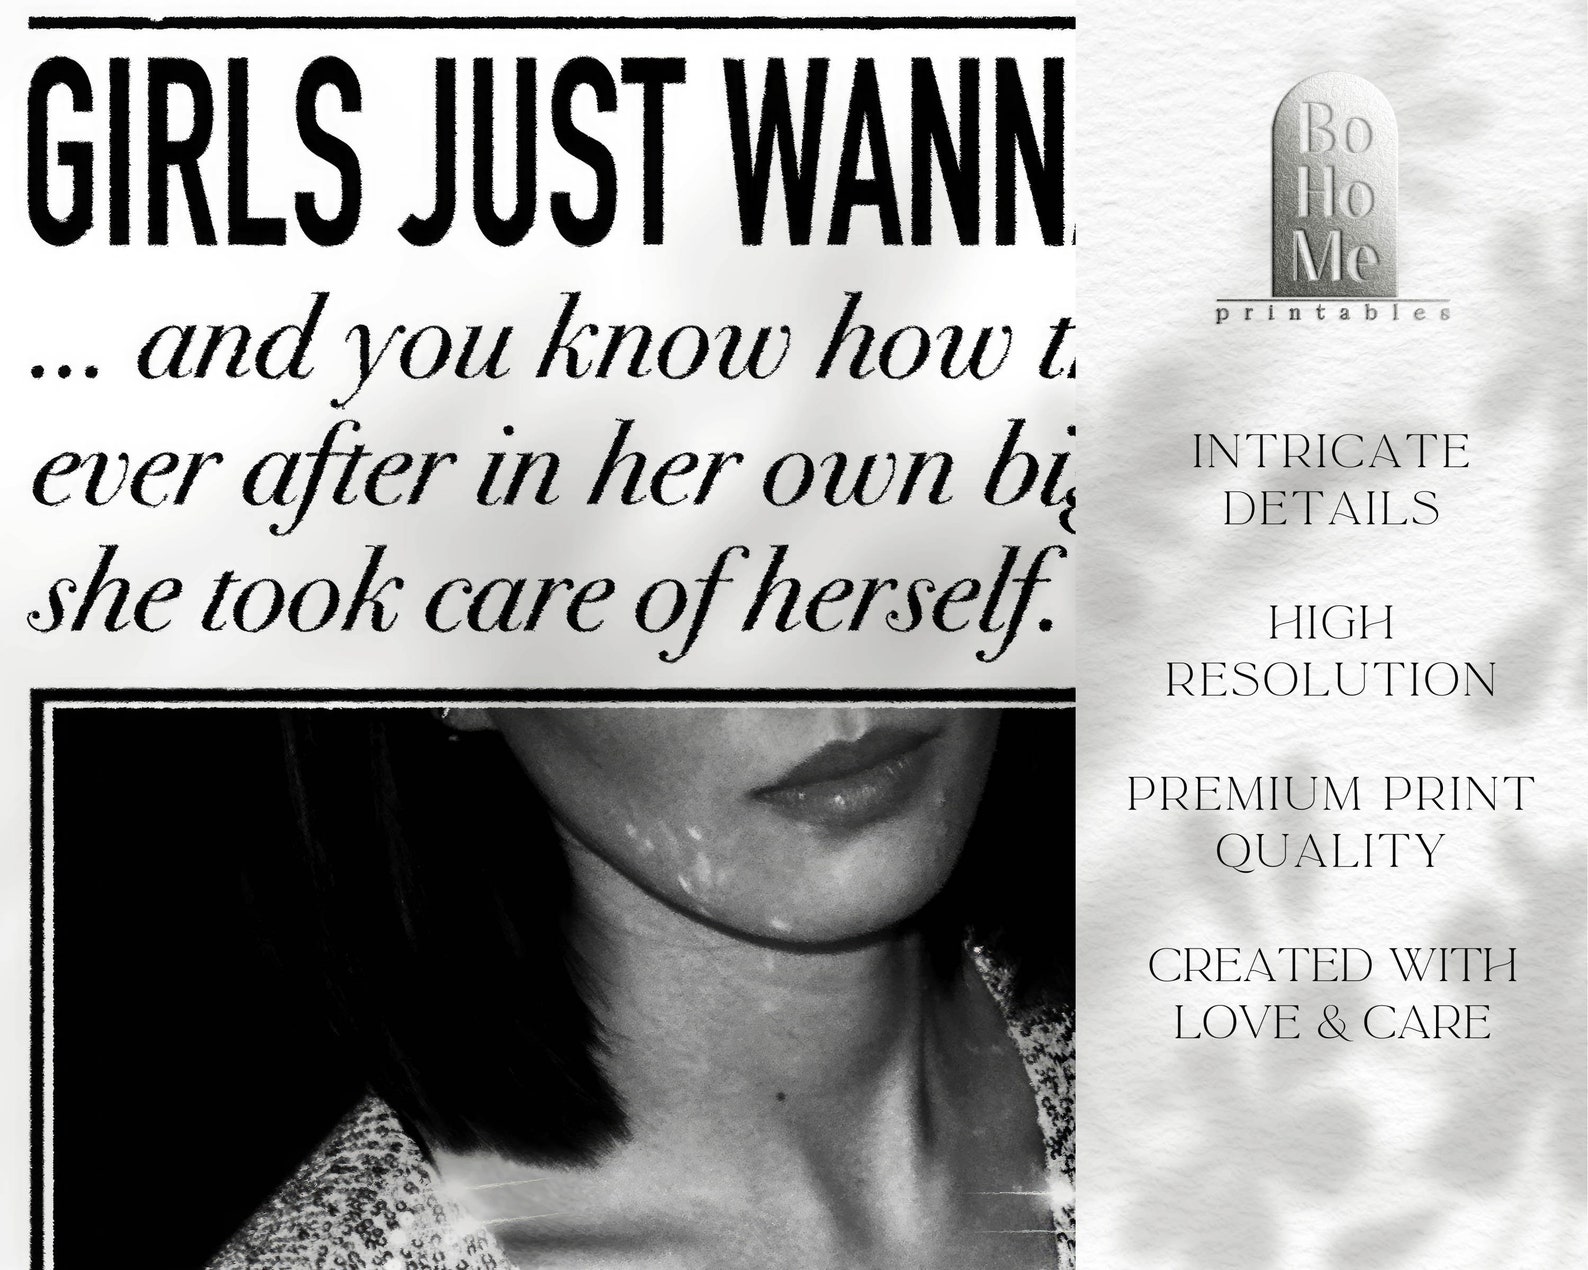 GIRLS JUST WANN
... and you know how
ever after in her own
she took care of herself.
Bo
Ho
Me
printables
INTRICATE
DETAILS
HIGH
RESOLUTION
PREMIUM PRINT
QUALITY
CREATED WITH
LOVE & CARE